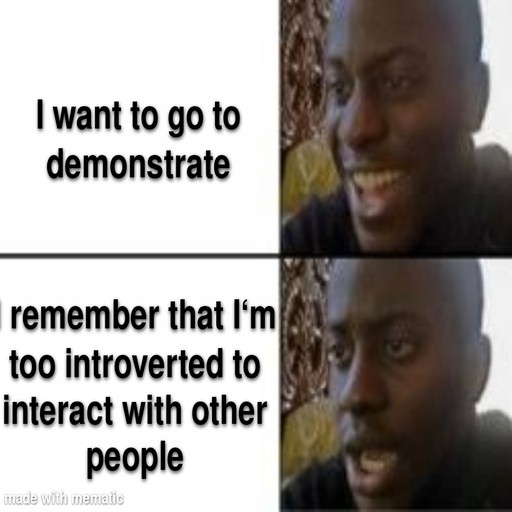 I want to go to
demonstrate
I remember that I‘m
too introverted to
interact with other
people
made with mematic